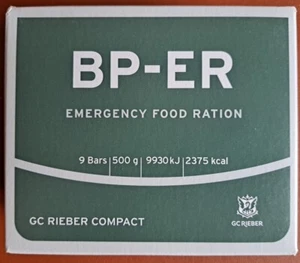 BP-ER
EMERGENCY FOOD RATION
9 Bars | 500 g | 9930 kJ | 2375 kcal
GC RIEBER COMPACT
GC RIEBER